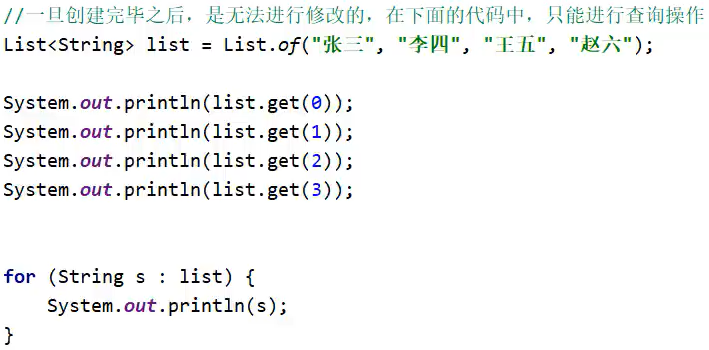 //一旦创建完毕之后，是无法进行修改的，在下面的代码中，只能进行查询操作
List<String> list = List.of("张三", "李四", "王五", "赵六");
System.out.println(list.get(0));
System.out.println(list.get(1));
System.out.println(list.get(2));
System.out.println(list.get(3));
for (String s : list) {
    System.out.println(s);
}